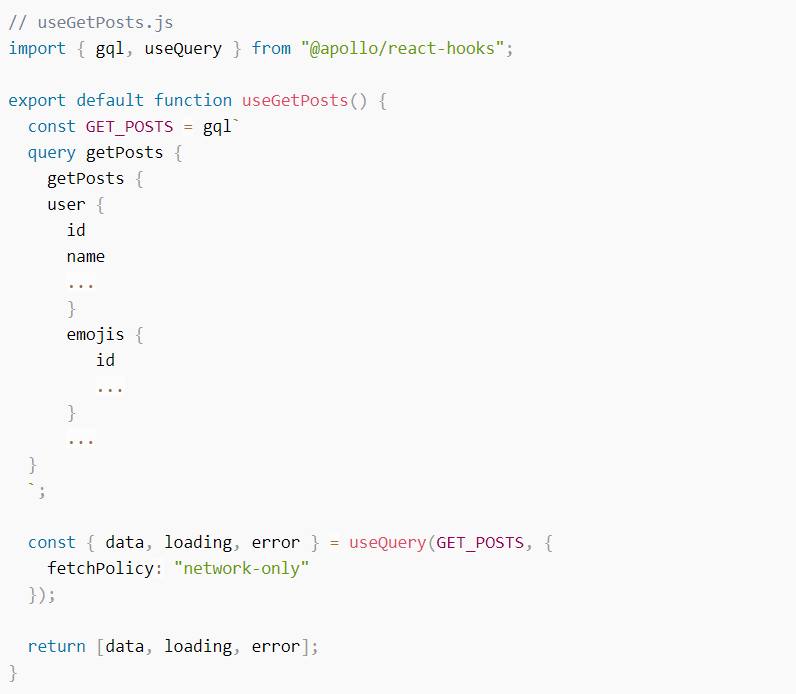 // useGetPosts.js
import { gql, useQuery } from "@apollo/react-hooks";

export default function useGetPosts() {
  const GET_POSTS = gql`
  query getPosts {
    getPosts {
    user {
      id
      name
      ...
      }
      emojis {
         id
         ...
      }
      ...
  }
  `;

  const { data, loading, error } = useQuery(GET_POSTS, {
    fetchPolicy: "network-only"
  });

  return [data, loading, error];
}